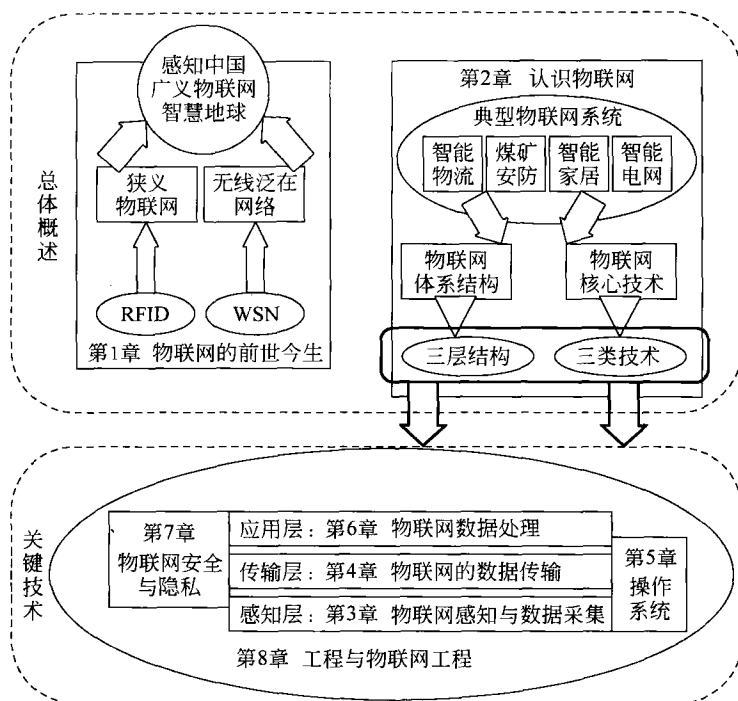 总体概述
感知中国
广义物联网
智慧地球
狭义
物联网
无线泛在
网络
RFID
WSN
第1章 物联网的前世今生
第2章 认识物联网
典型物联网系统
智能
物流
煤矿
安防
智能
家居
智能
电网
物联网
体系结构
物联网
核心技术
三层结构
三类技术
关键技术
第7章
物联网安全
与隐私
应用层：第6章 物联网数据处理
传输层：第4章 物联网的数据传输
感知层：第3章 物联网感知与数据采集
第5章
操作
系统
第8章 工程与物联网工程